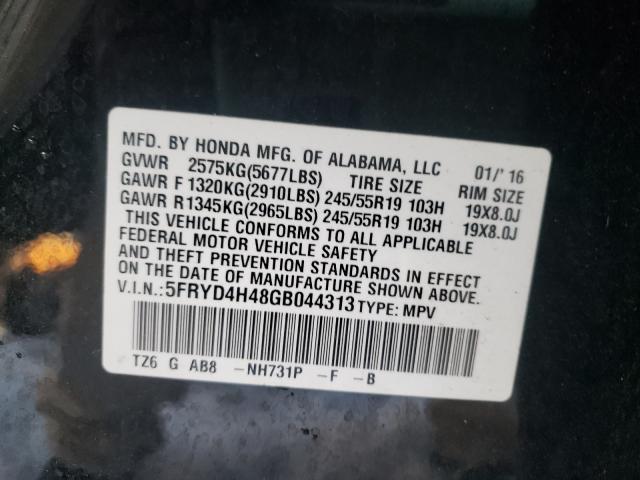 MFD. BY HONDA MFG. OF ALABAMA, LLC 01/' 16
GVWR 2575KG(5677LBS) TIRE SIZE RIM SIZE
GAWR F 1320KG(2910LBS) 245/55R19 103H 19X8.0J
GAWR R1345KG(2965LBS) 245/55R19 103H 19X8.0J
THIS VEHICLE CONFORMS TO ALL APPLICABLE
FEDERAL MOTOR VEHICLE SAFETY
AND THEFT PREVENTION STANDARDS IN EFFECT
ON THE DATE OF MANUFACTURE SHOWN ABOVE.
V.I.N.:5FRYD4H48GB044313TYPE: MPV
TZ6 G AB8 -NH731P -F -B